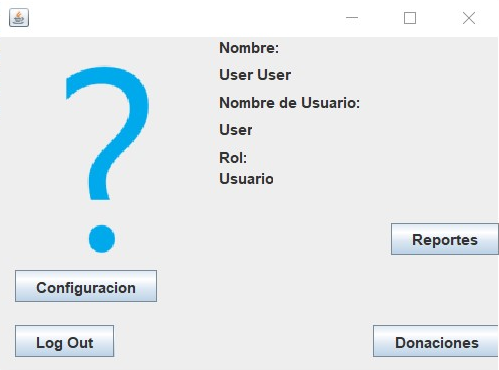 Nombre:
User User
Nombre de Usuario:
User
Rol:
Usuario
Reportes
Configuracion
Log Out
Donaciones